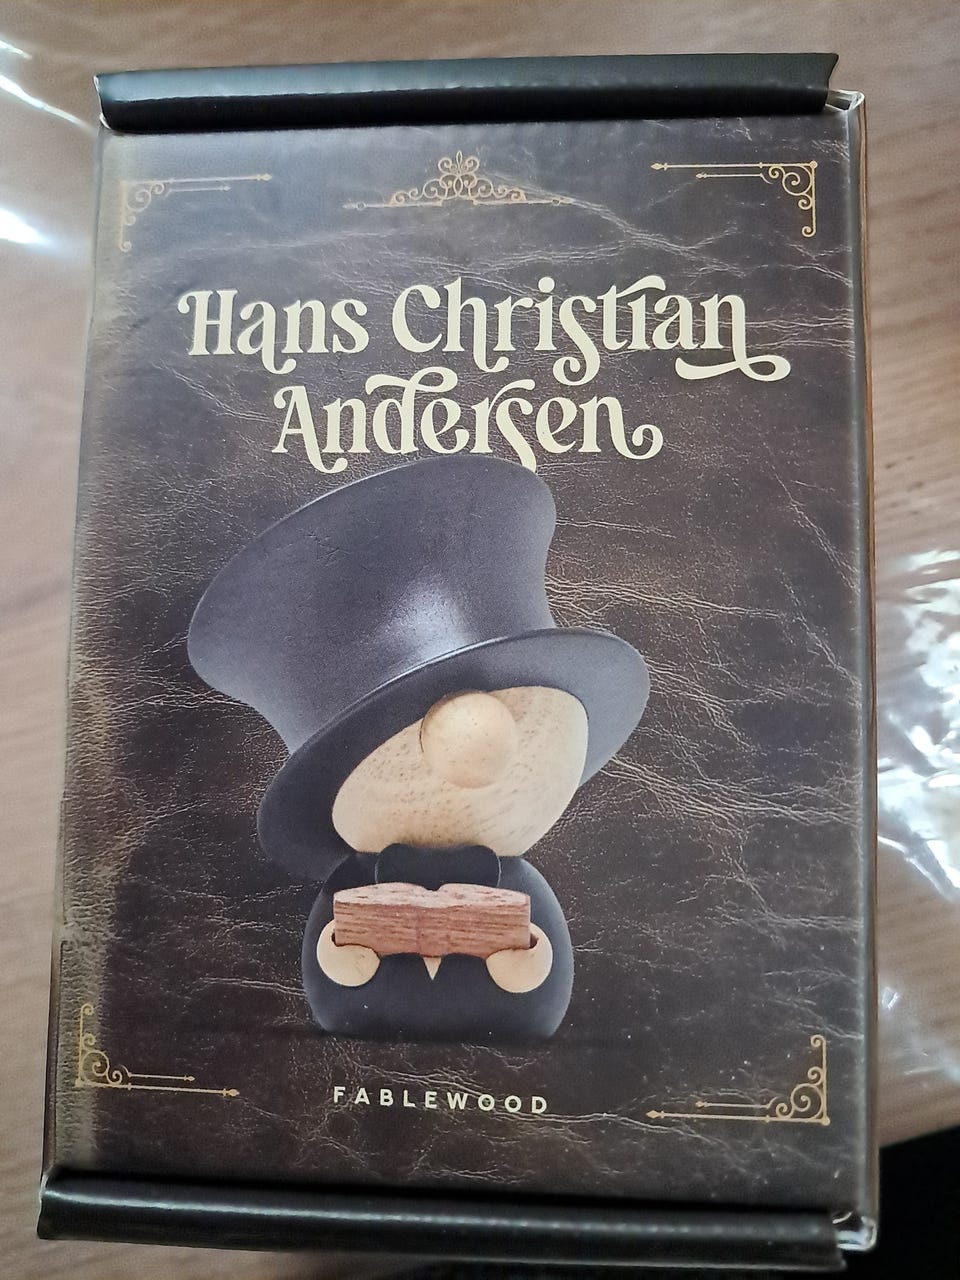 Hans Christian
Andersen
FABLEWOOD